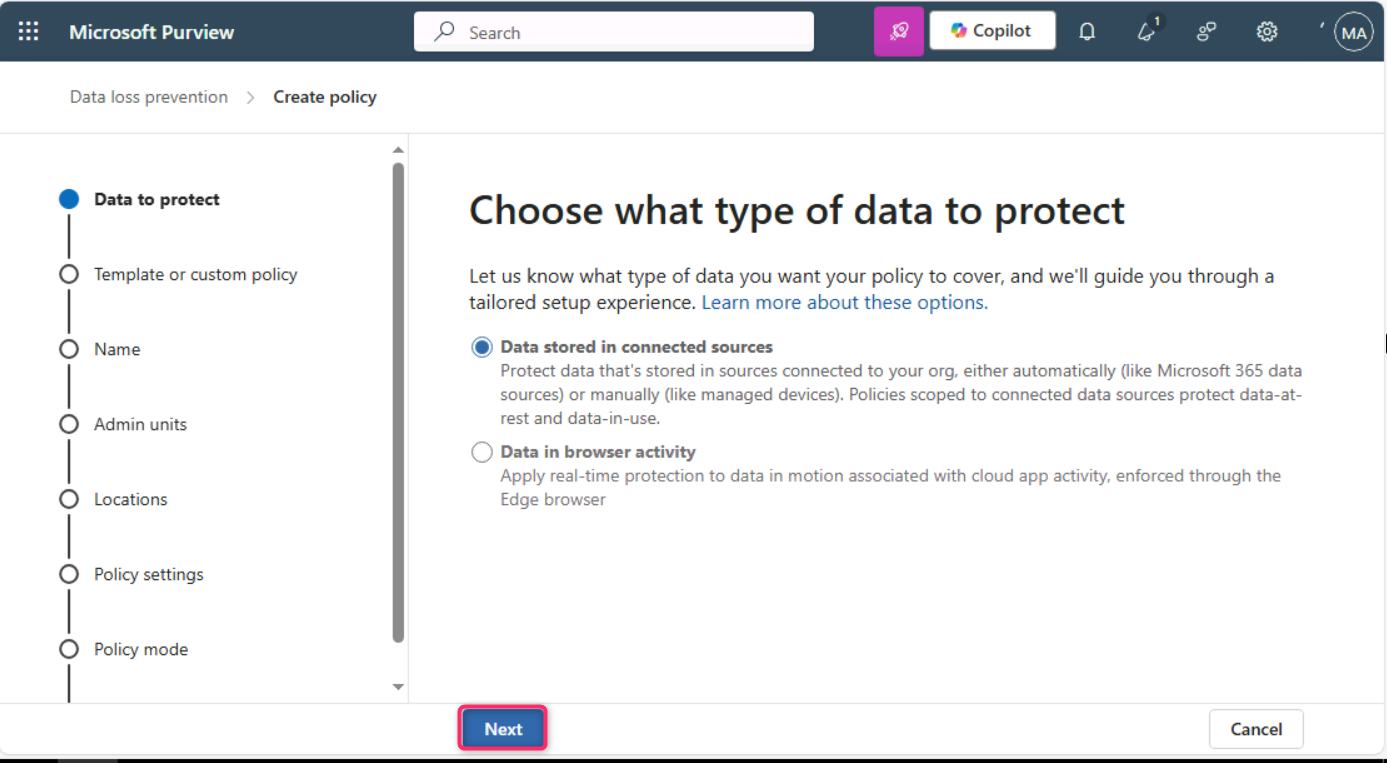 Microsoft Purview
Search
Copilot
1
MA
Data loss prevention > Create policy
Data to protect
Template or custom policy
Name
Admin units
Locations
Policy settings
Policy mode
Choose what type of data to protect
Let us know what type of data you want your policy to cover, and we'll guide you through a
tailored setup experience. Learn more about these options.
Data stored in connected sources
Protect data that's stored in sources connected to your org, either automatically (like Microsoft 365 data
sources) or manually (like managed devices). Policies scoped to connected data sources protect data-at-
rest and data-in-use.
Data in browser activity
Apply real-time protection to data in motion associated with cloud app activity, enforced through the
Edge browser
Next
Cancel